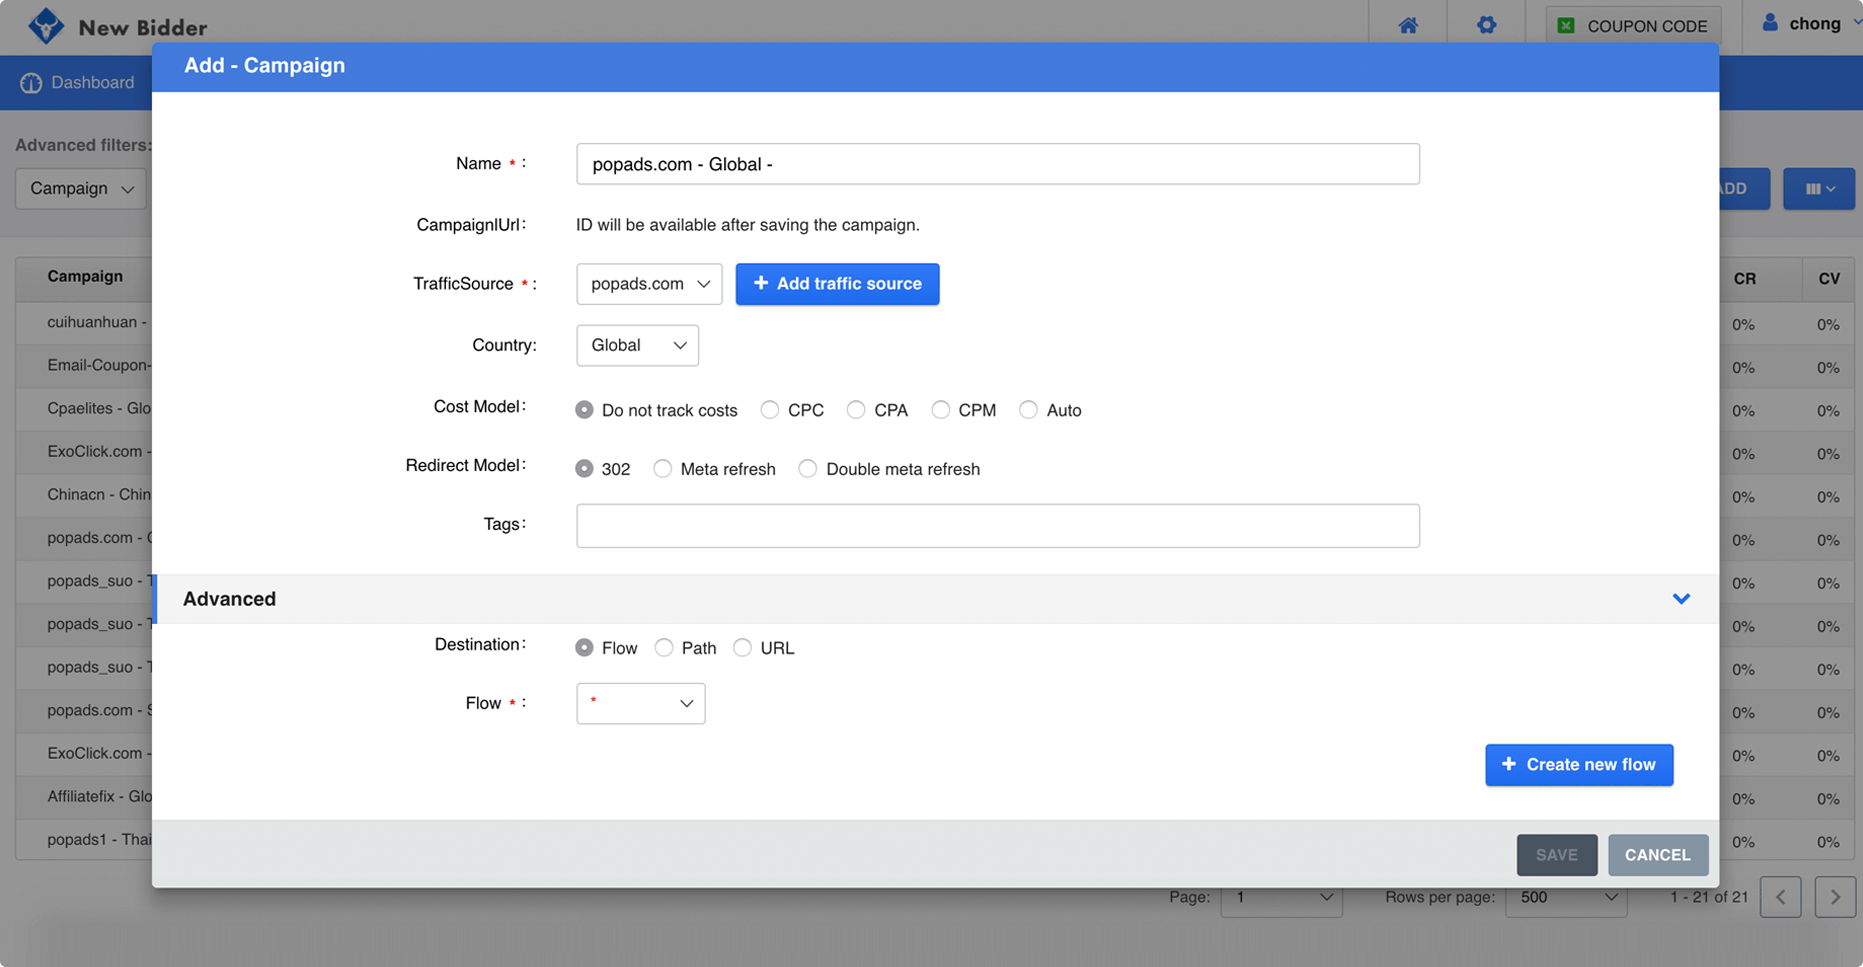 New Bidder
COUPON CODE
chong
Dashboard
Add - Campaign
Advanced filters:
Campaign
Name * :
popads.com - Global -
CampaignlUrl:
ID will be available after saving the campaign.
TrafficSource * :
popads.com
+ Add traffic source
Country:
Global
Cost Model:
Do not track costs
CPC
CPA
CPM
Auto
Redirect Model:
302
Meta refresh
Double meta refresh
Tags:
Advanced
Destination:
Flow
Path
URL
Flow * :
*
+ Create new flow
SAVE
CANCEL
Campaign
CR
CV
cuihuanhuan -
0%
0%
Email-Coupon-
0%
0%
Cpaelites - Glo
0%
0%
ExoClick.com -
0%
0%
Chinacn - Chin
0%
0%
popads.com -
0%
0%
popads_suo - T
0%
0%
popads_suo - T
0%
0%
popads_suo - T
0%
0%
popads.com - S
0%
0%
ExoClick.com -
0%
0%
Affiliatefix - Glo
0%
0%
popads1 - Thai
0%
0%
Page:
1
Rows per page:
500
1 - 21 of 21